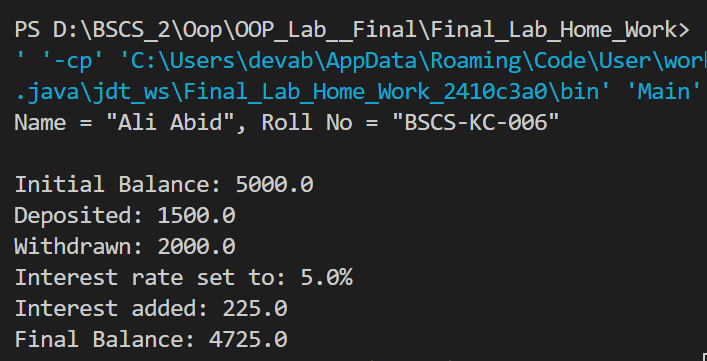 PS D:\BSCS_2\Oop\OOP_Lab__Final\Final_Lab_Home_Work>
' '-cp' 'C:\Users\devab\AppData\Roaming\Code\User\wor
.java\jdt_ws\Final_Lab_Home_Work_2410c3a0\bin' 'Main'
Name = "Ali Abid", Roll No = "BSCS-KC-006"
Initial Balance: 5000.0
Deposited: 1500.0
Withdrawn: 2000.0
Interest rate set to: 5.0%
Interest added: 225.0
Final Balance: 4725.0